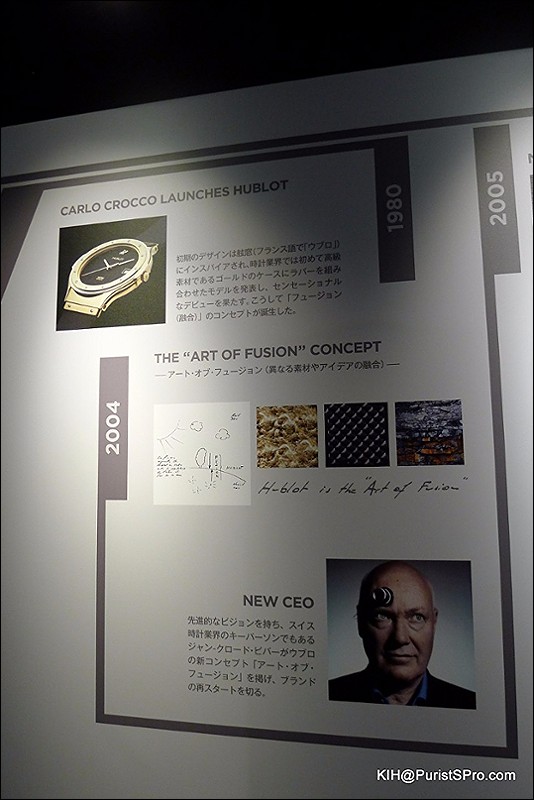 CARLO CROCCO LAUNCHES HUBLOT
1980
2005
初期のデザインは舷窓（フランス語で「ウブロ」）
にインスパイアされ、時計業界では初めて高級
素材であるゴールドのケースにラバーを組み
合わせたモデルを発表し、センセーショナル
なデビューを果たす。こうして「フュージョン
（融合）」のコンセプトが誕生した。
THE “ART OF FUSION” CONCEPT
— アート・オブ・フュージョン（異なる素材やアイデアの融合）—
2004
Hublot is the "Art of Fusion"
NEW CEO
先進的なビジョンを持ち、スイス
時計業界のキーパーソンでもある
ジャン・クロード・ビバーがウブロ
の新コンセプト「アート・オブ・
フュージョン」を掲げ、ブランド
の再スタートを切る。
KIH@PuristSPro.com